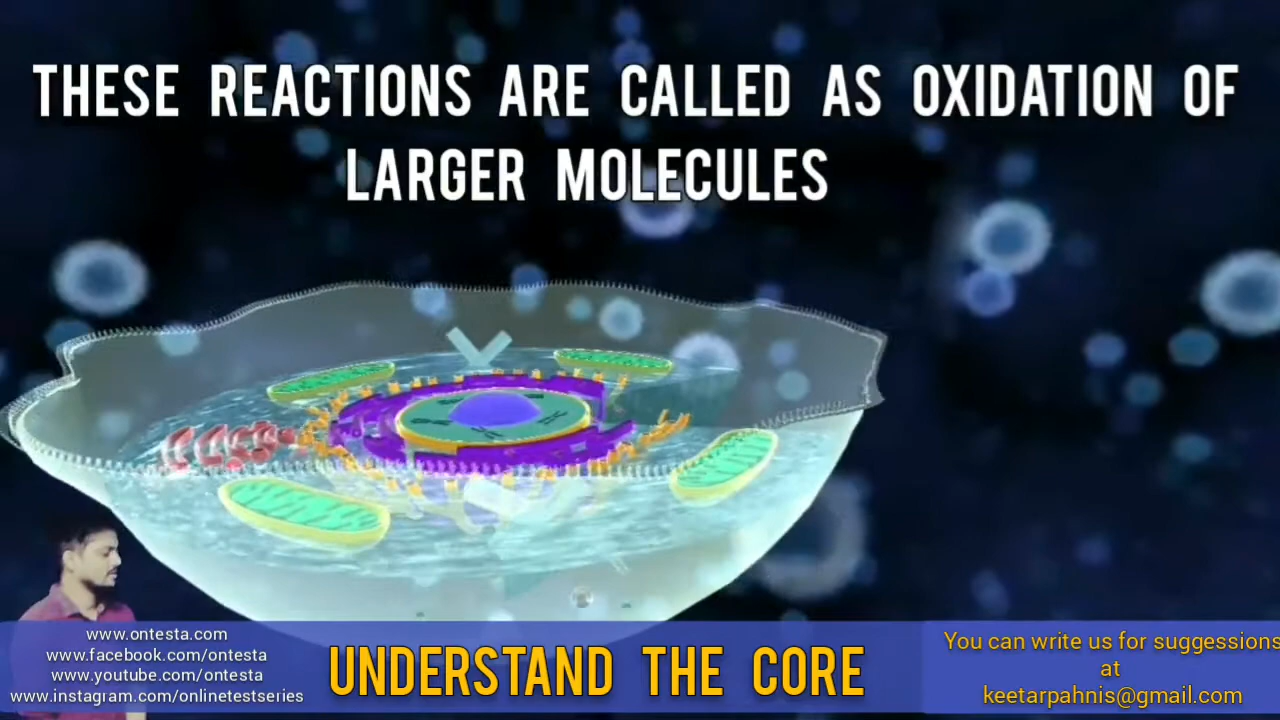 THESE REACTIONS ARE CALLED AS OXIDATION OF
LARGER MOLECULES
www.ontesta.com
www.facebook.com/ontesta
www.youtube.com/ontesta
www.instagram.com/onlinetestseries
UNDERSTAND THE CORE
You can write us for suggestions
at
keetarpahnis@gmail.com